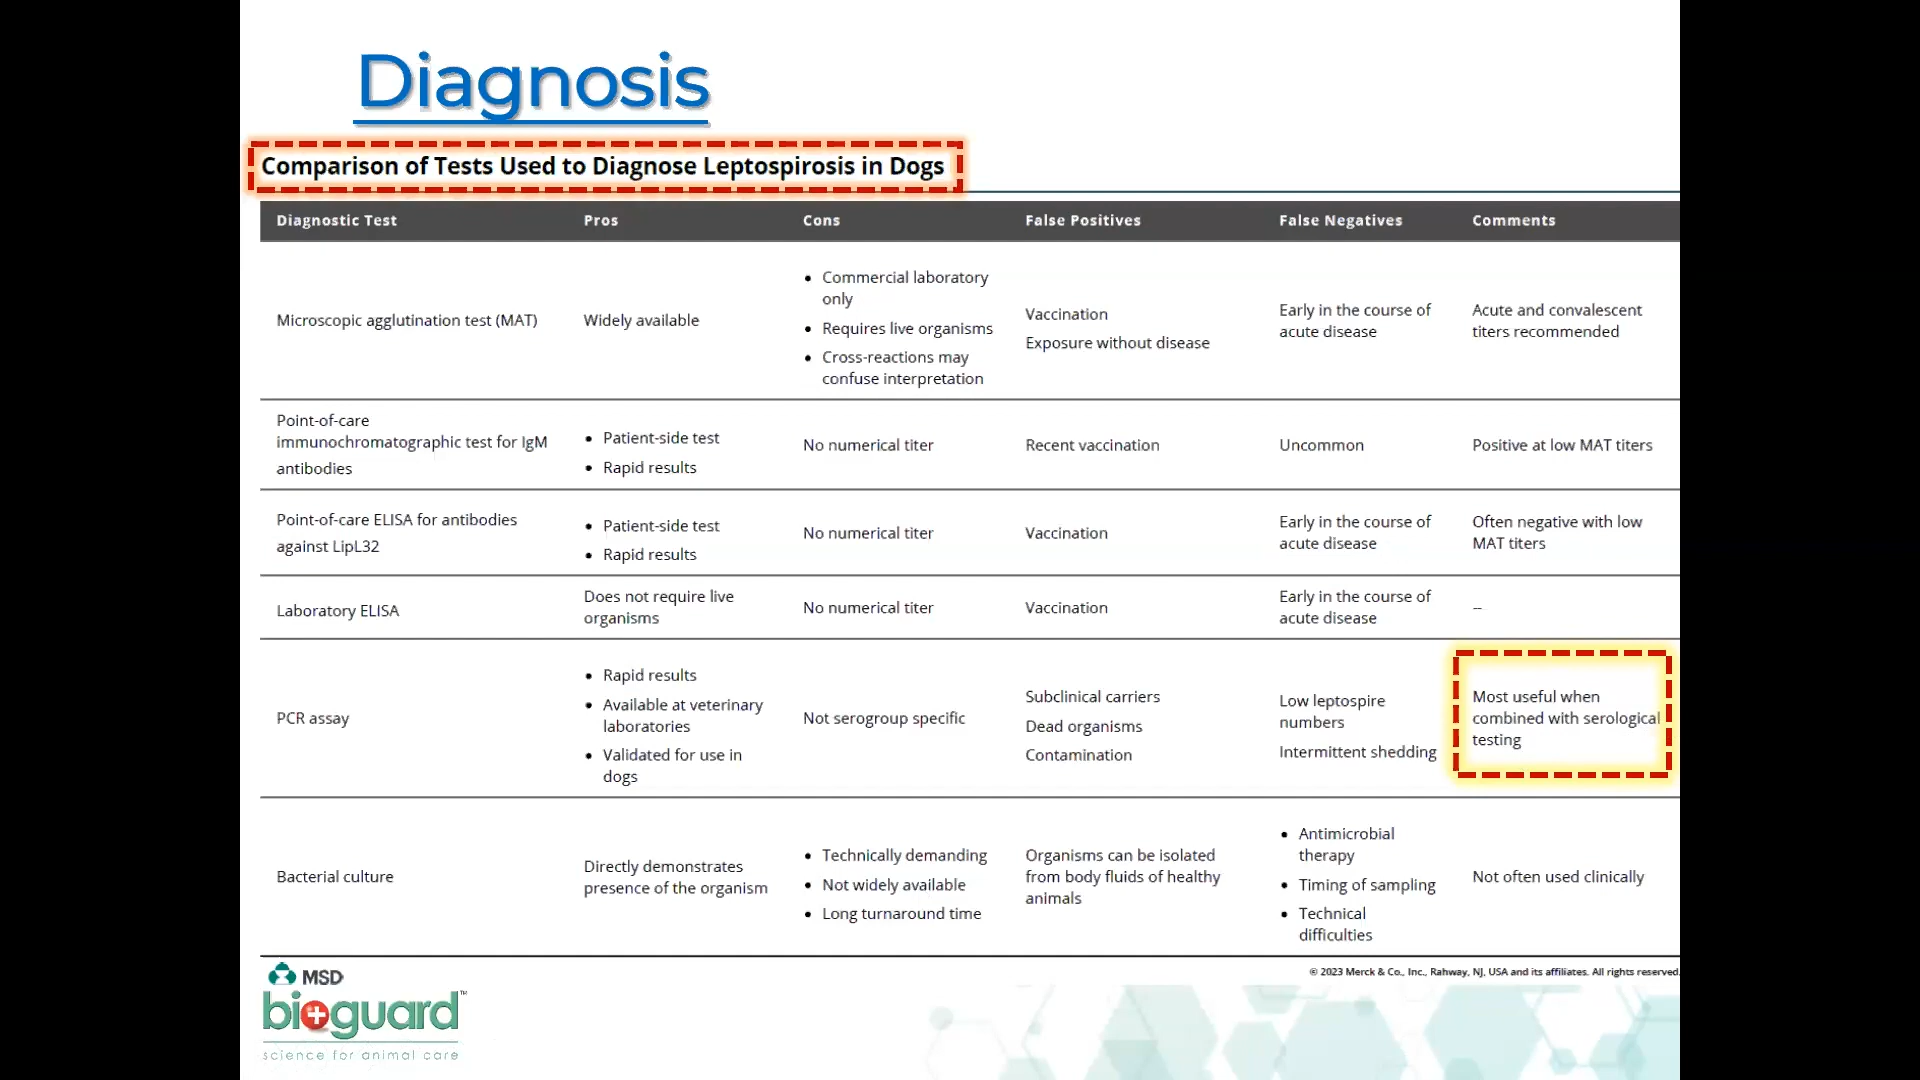 Diagnosis
Comparison of Tests Used to Diagnose Leptospirosis in Dogs
Diagnostic Test Pros Cons False Positives False Negatives Comments
Microscopic agglutination test (MAT)
Widely available
• Commercial laboratory
only
• Requires live organisms
• Cross-reactions may
confuse interpretation
Vaccination
Exposure without disease
Early in the course of
acute disease
Acute and convalescent
titers recommended
Point-of-care
immunochromatographic test for IgM
antibodies
• Patient-side test
• Rapid results
No numerical titer
Recent vaccination
Uncommon
Positive at low MAT titers
Point-of-care ELISA for antibodies
against LipL32
• Patient-side test
• Rapid results
No numerical titer
Vaccination
Early in the course of
acute disease
Often negative with low
MAT titers
Laboratory ELISA
Does not require live
organisms
No numerical titer
Vaccination
Early in the course of
acute disease
--
PCR assay
• Rapid results
• Available at veterinary
laboratories
• Validated for use in
dogs
Not serogroup specific
Subclinical carriers
Dead organisms
Contamination
Low leptospire
numbers
Intermittent shedding
Most useful when
combined with serological
testing
Bacterial culture
Directly demonstrates
presence of the organism
• Technically demanding
• Not widely available
• Long turnaround time
Organisms can be isolated
from body fluids of healthy
animals
• Antimicrobial
therapy
• Timing of sampling
• Technical
difficulties
Not often used clinically
© 2023 Merck & Co., Inc., Rahway, NJ, USA and its affiliates. All rights reserved.
MSD
bioguard™
science for animal care